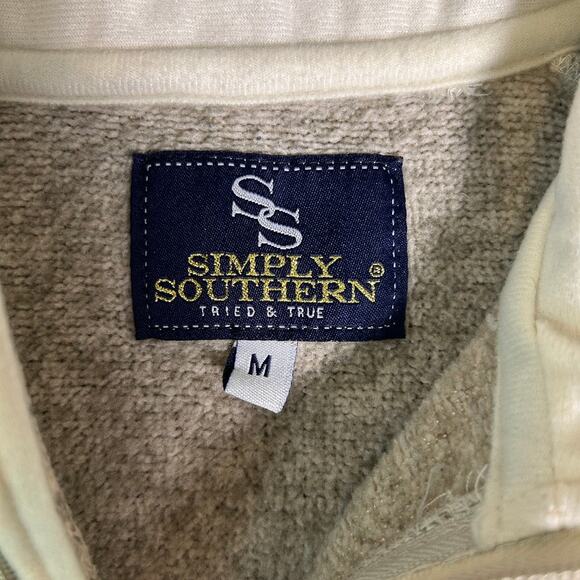 SS
SIMPLY
SOUTHERN®
TRIED & TRUE
M